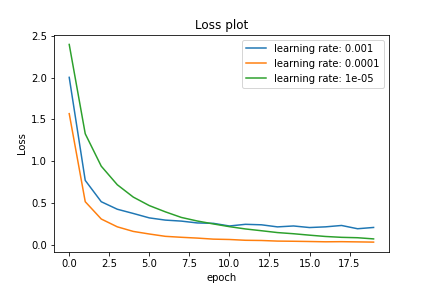 Loss plot
learning rate: 0.001
learning rate: 0.0001
learning rate: 1e-05
Loss
2.5
2.0
1.5
1.0
0.5
0.0
0.0 2.5 5.0 7.5 10.0 12.5 15.0 17.5
epoch